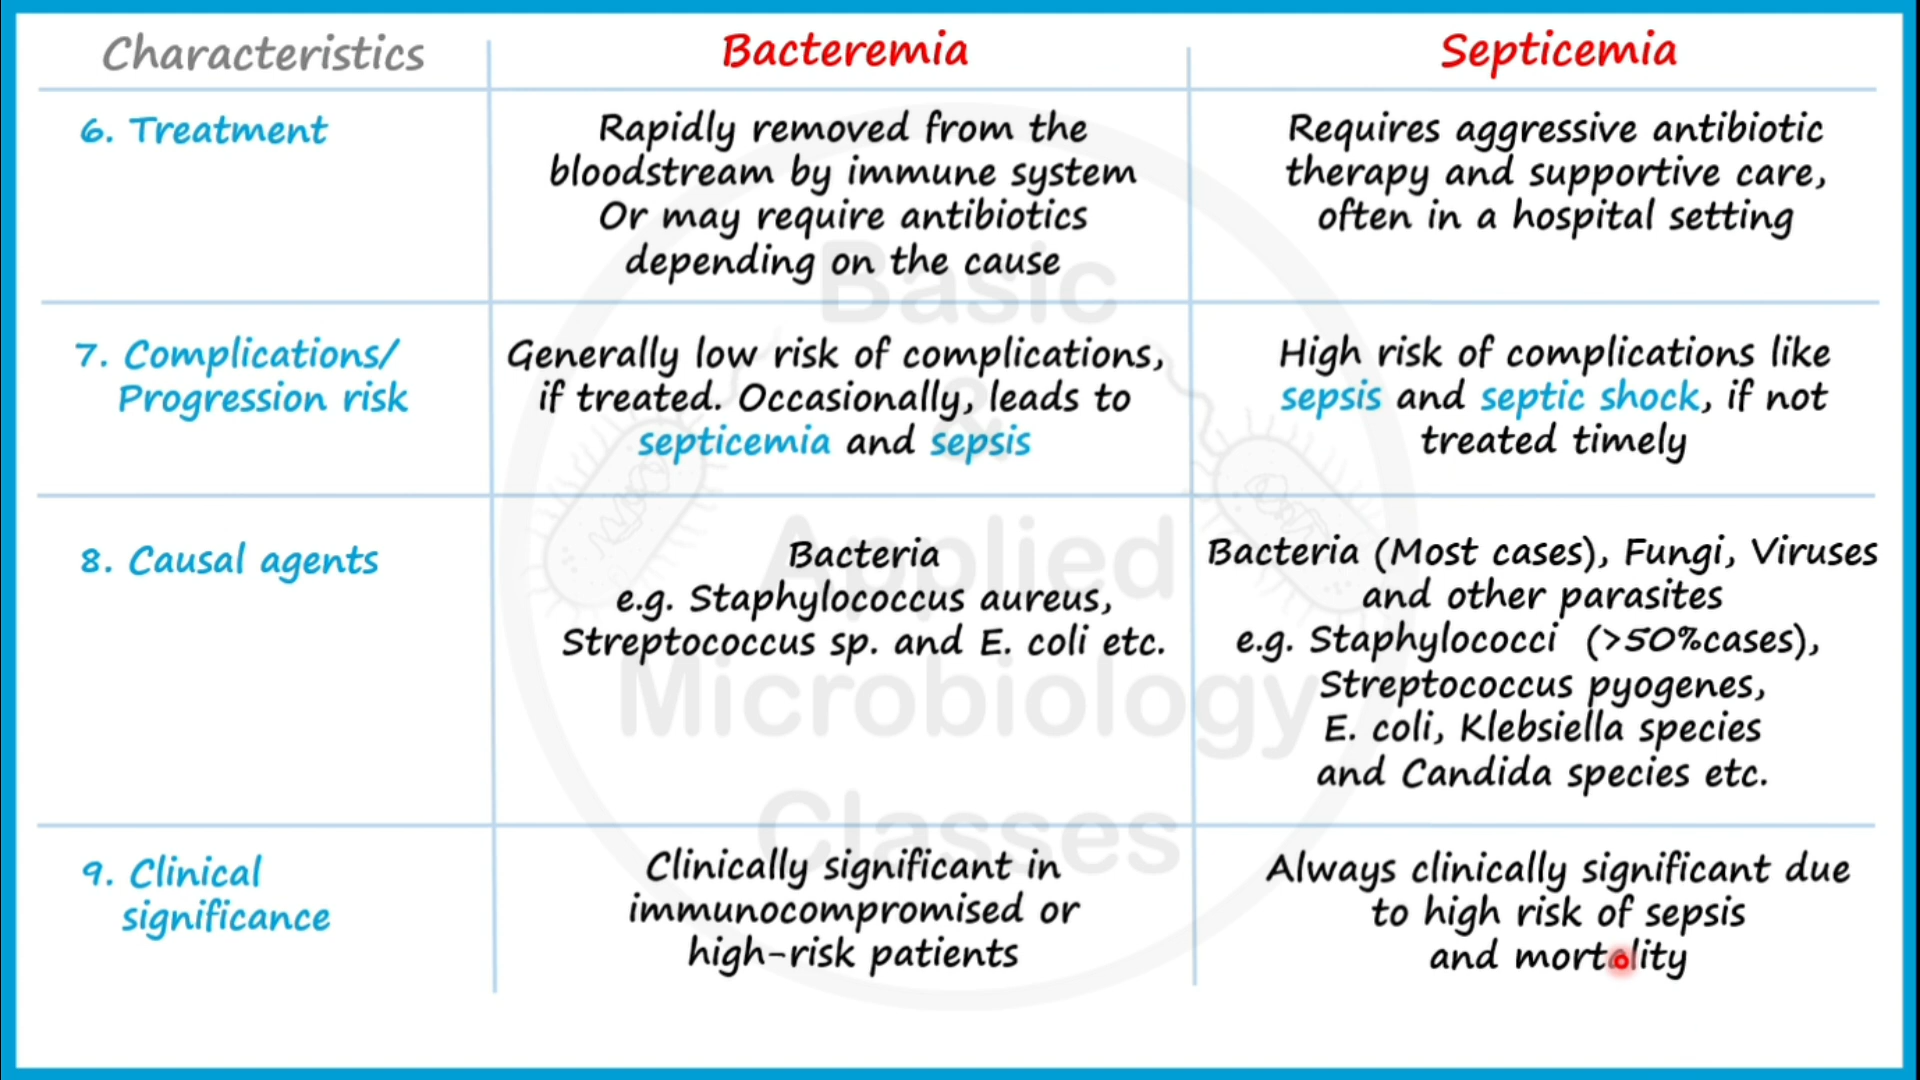 Characteristics
Bacteremia
Septicemia
6. Treatment
Rapidly removed from the
bloodstream by immune system
Or may require antibiotics
depending on the cause
Requires aggressive antibiotic
therapy and supportive care,
often in a hospital setting
7. Complications/
Progression risk
Generally low risk of complications,
if treated. Occasionally, leads to
septicemia and sepsis
High risk of complications like
sepsis and septic shock, if not
treated timely
8. Causal agents
Bacteria
e.g. Staphylococcus aureus,
Streptococcus sp. and E. coli etc.
Bacteria (Most cases), Fungi, Viruses
and other parasites
e.g. Staphylococci (>50%cases),
Streptococcus pyogenes,
E. coli, Klebsiella species
and Candida species etc.
9. Clinical
significance
Clinically significant in
immunocompromised or
high-risk patients
Always clinically significant due
to high risk of sepsis
and mortality
Basic
&
Applied
Microbiology
Classes